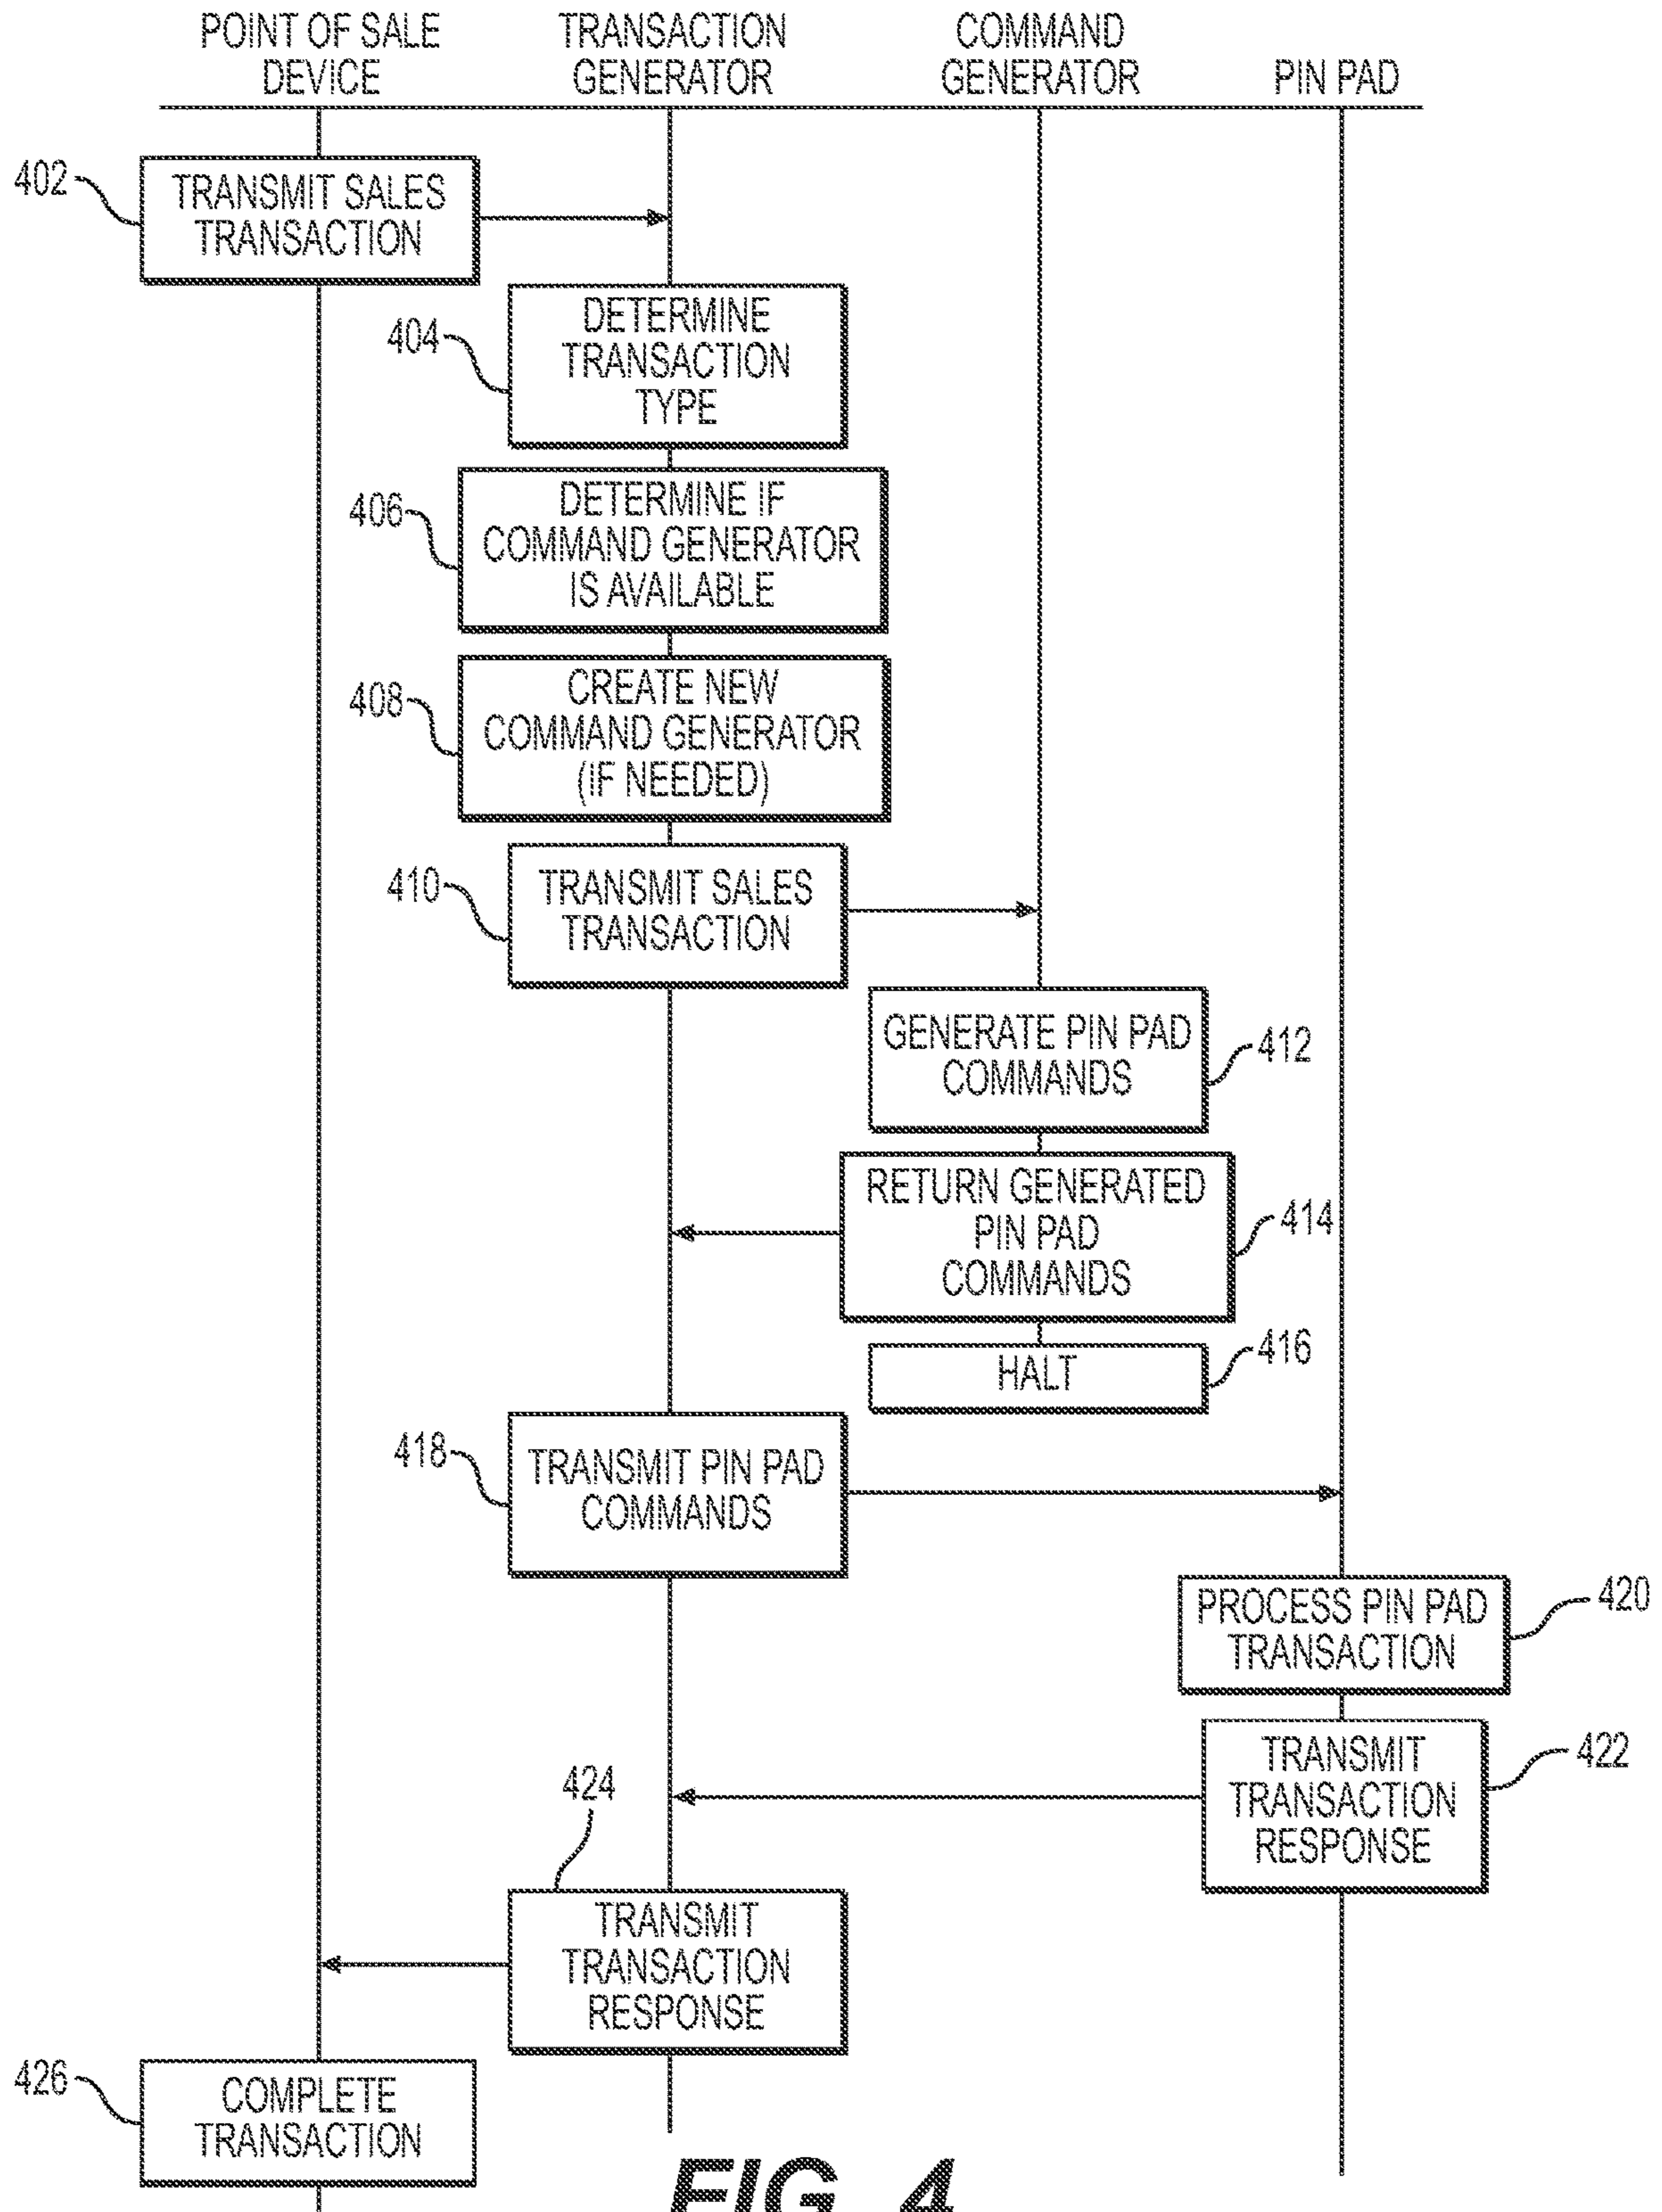 POINT OF SALE
DEVICE
TRANSACTION
GENERATOR
COMMAND
GENERATOR
PIN PAD
402
TRANSMIT SALES
TRANSACTION
404
DETERMINE
TRANSACTION
TYPE
406
DETERMINE IF
COMMAND GENERATOR
IS AVAILABLE
408
CREATE NEW
COMMAND GENERATOR
(IF NEEDED)
410
TRANSMIT SALES
TRANSACTION
GENERATE PIN PAD
COMMANDS
412
RETURN GENERATED
PIN PAD
COMMANDS
414
HALT
416
418
TRANSMIT PIN PAD
COMMANDS
PROCESS PIN PAD
TRANSACTION
420
TRANSMIT
TRANSACTION
RESPONSE
422
424
TRANSMIT
TRANSACTION
RESPONSE
426
COMPLETE
TRANSACTION
FIG. 4